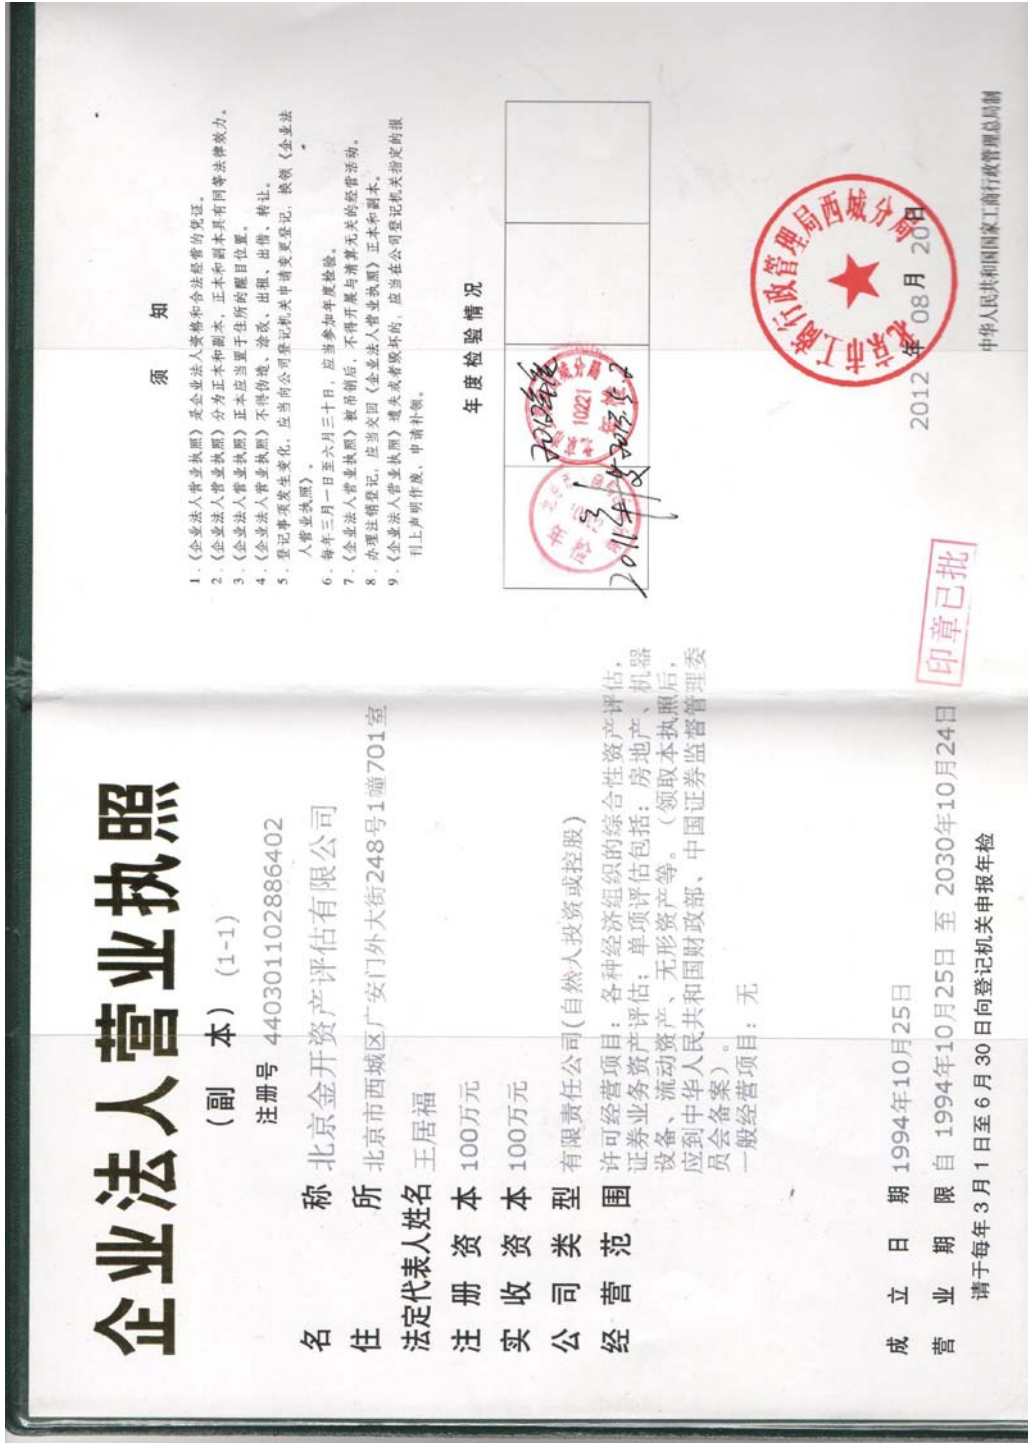 企业法人营业执照
(副 本) (1-1)
注册号 440301102886402
名 称 北京金开资产评估有限公司
住 所 北京市西城区广安门外大街248号1幢701室
法定代表人姓名 王居福
注 册 资 本 100万元
实 收 资 本 100万元
公 司 类 型 有限责任公司(自然人投资或控股)
经 营 范 围 许可经营项目：各种经济组织的综合性资产评估，
证券业务资产评估；单项评估包括：房地产、机器
设备、流动资产、无形资产等。（领取本执照后，
应到中华人民共和国财政部、中国证券监督管理委
员会备案）。
一般经营项目：无
成 立 日 期 1994年10月25日
营 业 期 限 自 1994年10月25日 至 2030年10月24日
请于每年3月1日至6月30日向登记机关申报年检
须 知
1．《企业法人营业执照》是企业法人资格和合法经营的凭证。
2．《企业法人营业执照》分为正本和副本，正本和副本具有同等法律效力。
3．《企业法人营业执照》正本应当置于住所的醒目位置。
4．《企业法人营业执照》不得伪造、涂改、出租、出借、转让。
5．登记事项发生变化，应当向公司登记机关申请变更登记，换领《企业法
人营业执照》。
6．每年三月一日至六月三十日，应当参加年度检验。
7．《企业法人营业执照》被吊销后，不得开展与清算无关的经营活动。
8．办理注销登记，应当交回《企业法人营业执照》正本和副本。
9．《企业法人营业执照》遗失或者毁坏的，应当在公司登记机关指定的报
刊上声明作废，申请补领。
年度检验情况
10221
印章已批
北京市工商行政管理局西城分局
2012 年 08月 20日
中华人民共和国国家工商行政管理总局制